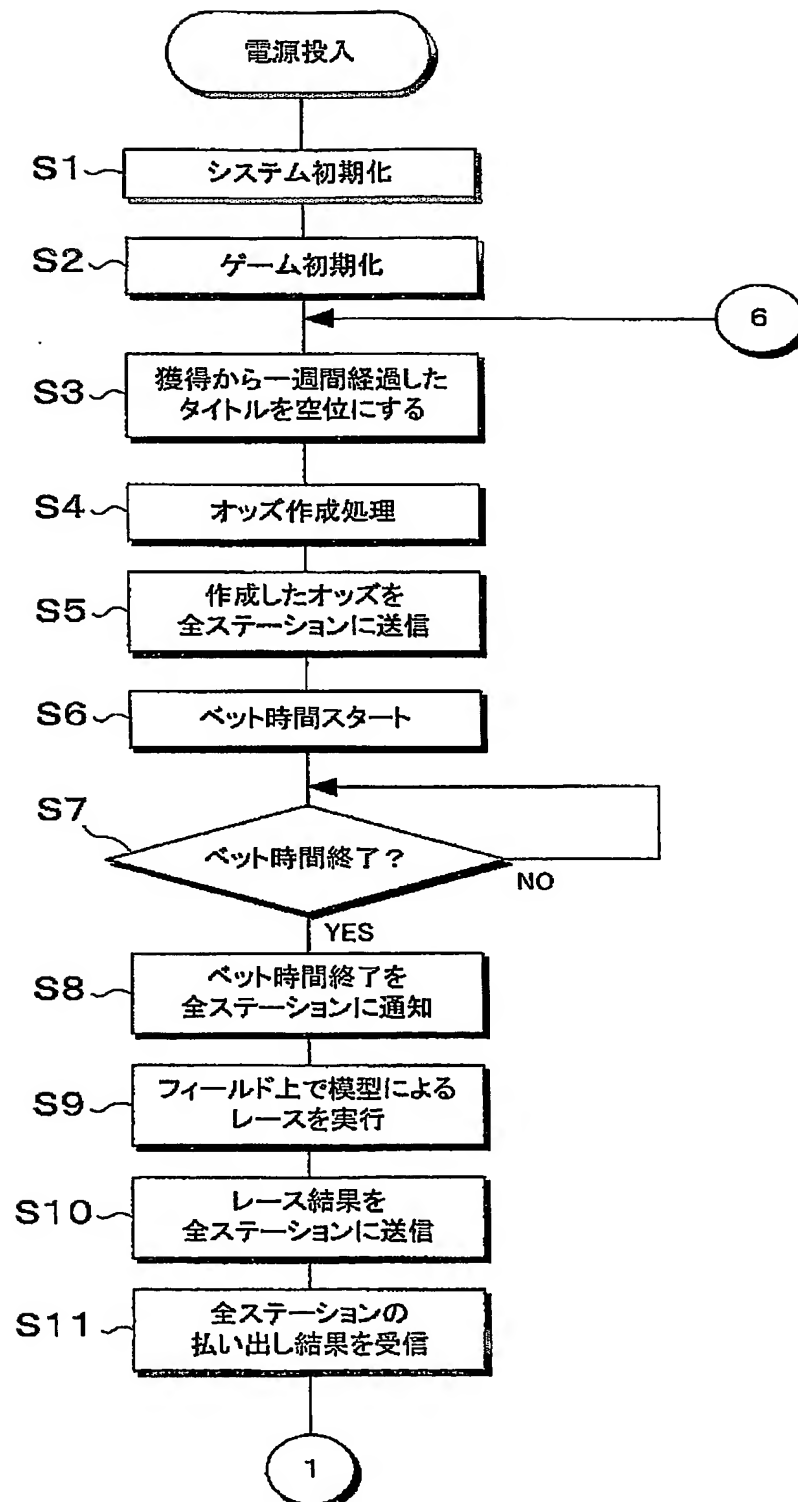 電源投入
S1 システム初期化
S2 ゲーム初期化
6
S3 獲得から一週間経過した
タイトルを空位にする
S4 オッズ作成処理
S5 作成したオッズを
全ステーションに送信
S6 ベット時間スタート
S7 ベット時間終了?
NO
YES
S8 ベット時間終了を
全ステーションに通知
S9 フィールド上で模型による
レースを実行
S10 レース結果を
全ステーションに送信
S11 全ステーションの
払い出し結果を受信
1